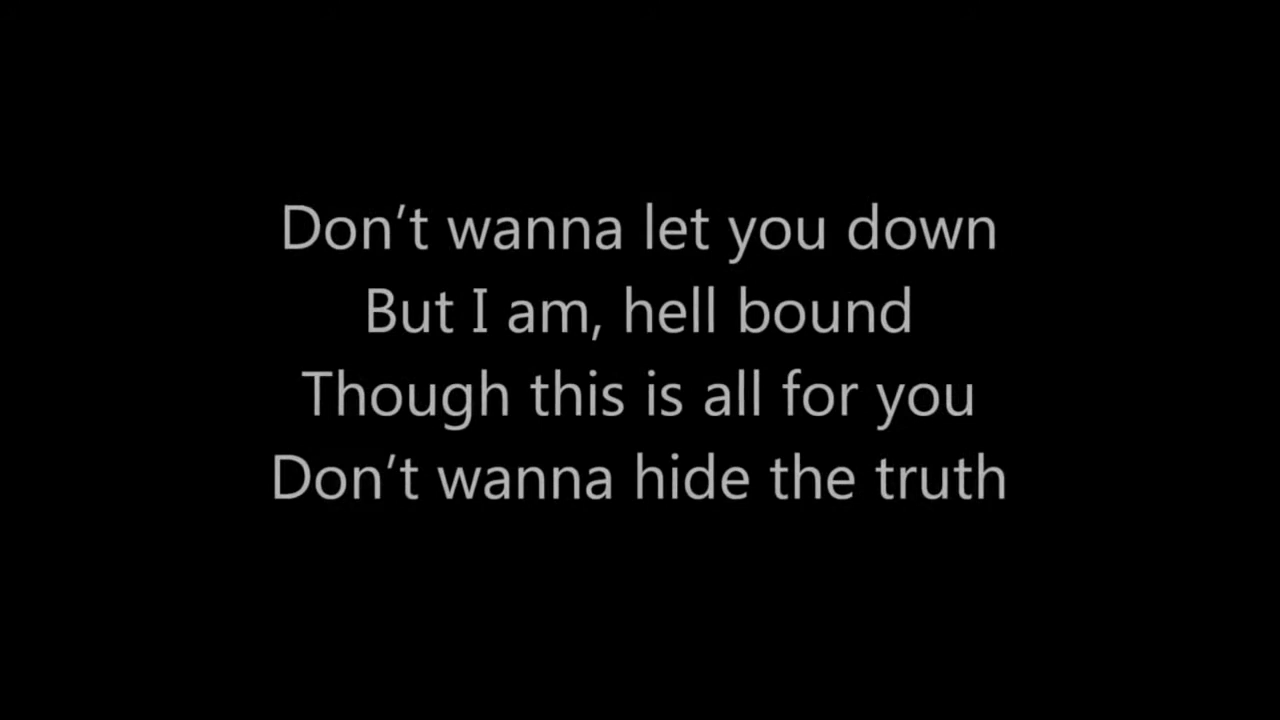 Don’t wanna let you down
But I am, hell bound
Though this is all for you
Don’t wanna hide the truth